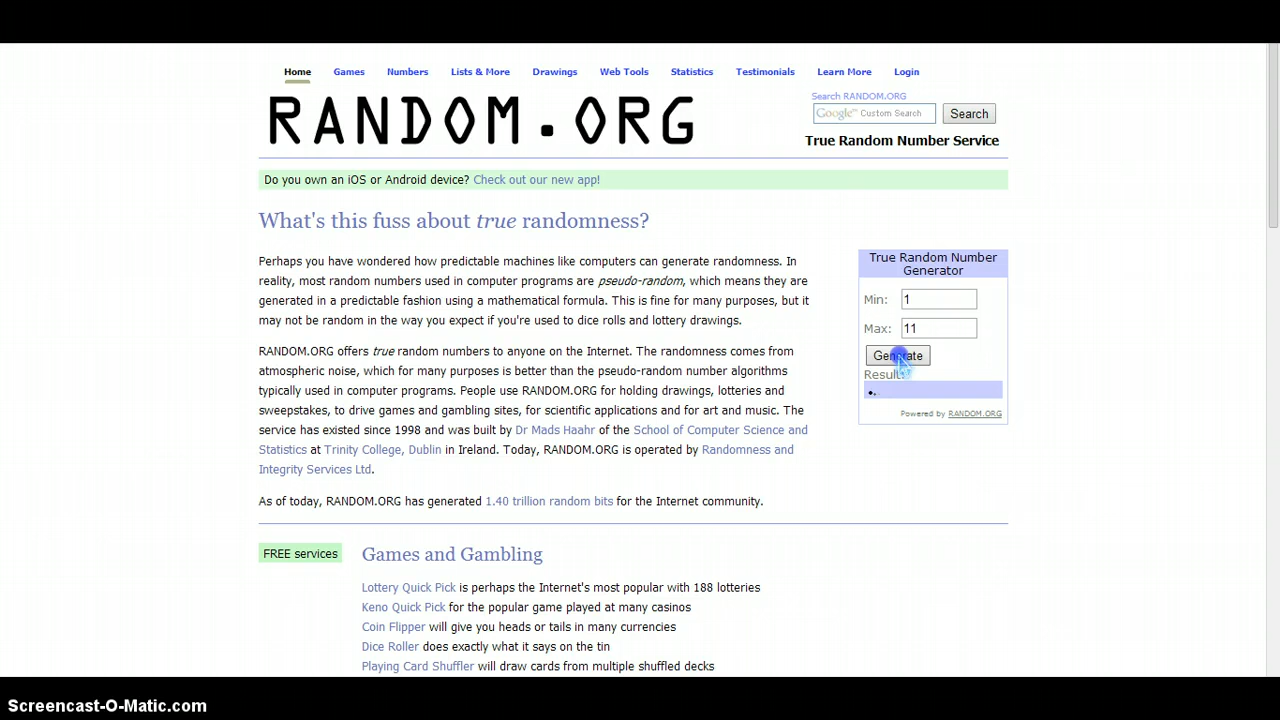 Home Games Numbers Lists & More Drawings Web Tools Statistics Testimonials Learn More Login
RANDOM.ORG
Search RANDOM.ORG
Google™ Custom Search
Search
True Random Number Service
Do you own an iOS or Android device? Check out our new app!
What's this fuss about true randomness?
Perhaps you have wondered how predictable machines like computers can generate randomness. In
reality, most random numbers used in computer programs are pseudo-random, which means they are
generated in a predictable fashion using a mathematical formula. This is fine for many purposes, but it
may not be random in the way you expect if you're used to dice rolls and lottery drawings.
RANDOM.ORG offers true random numbers to anyone on the Internet. The randomness comes from
atmospheric noise, which for many purposes is better than the pseudo-random number algorithms
typically used in computer programs. People use RANDOM.ORG for holding drawings, lotteries and
sweepstakes, to drive games and gambling sites, for scientific applications and for art and music. The
service has existed since 1998 and was built by Dr Mads Haahr of the School of Computer Science and
Statistics at Trinity College, Dublin in Ireland. Today, RANDOM.ORG is operated by Randomness and
Integrity Services Ltd.
As of today, RANDOM.ORG has generated 1.40 trillion random bits for the Internet community.
True Random Number
Generator
Min: 1
Max: 11
Generate
Result:
Powered by RANDOM.ORG
FREE services
Games and Gambling
Lottery Quick Pick is perhaps the Internet's most popular with 188 lotteries
Keno Quick Pick for the popular game played at many casinos
Coin Flipper will give you heads or tails in many currencies
Dice Roller does exactly what it says on the tin
Playing Card Shuffler will draw cards from multiple shuffled decks
Screencast-O-Matic.com